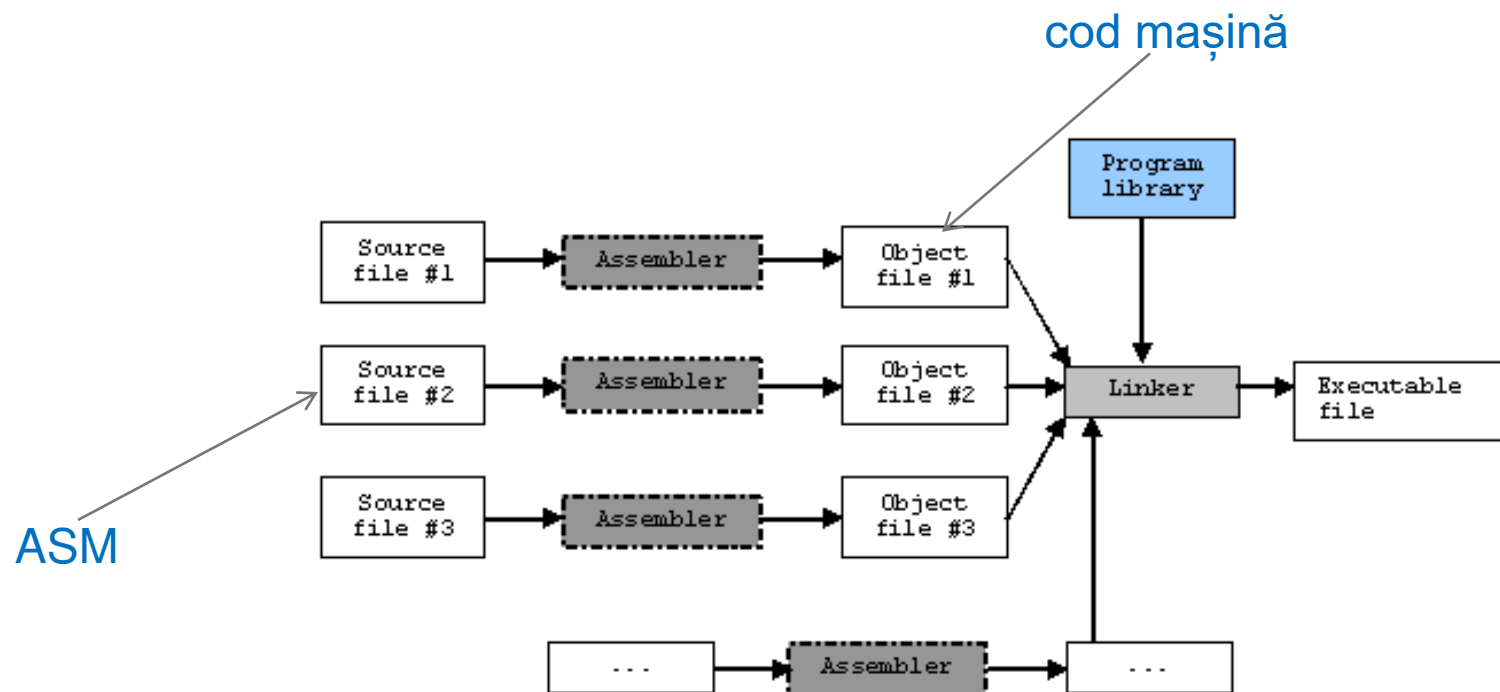 cod mașină
Program
library
Source
file #1
Assembler
Object
file #1
Source
file #2
Assembler
Object
file #2
Linker
Executable
file
Source
file #3
Assembler
Object
file #3
ASM
...
Assembler
...